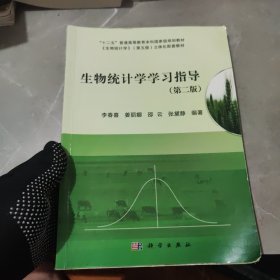 "十二五"普通高等教育本科国家级规划教材
《生物统计学》(第五版)立体化配套教材
生物统计学学习指导
(第二版)
李春喜 姜丽娜 邵云 张黛静 编著
科学出版社